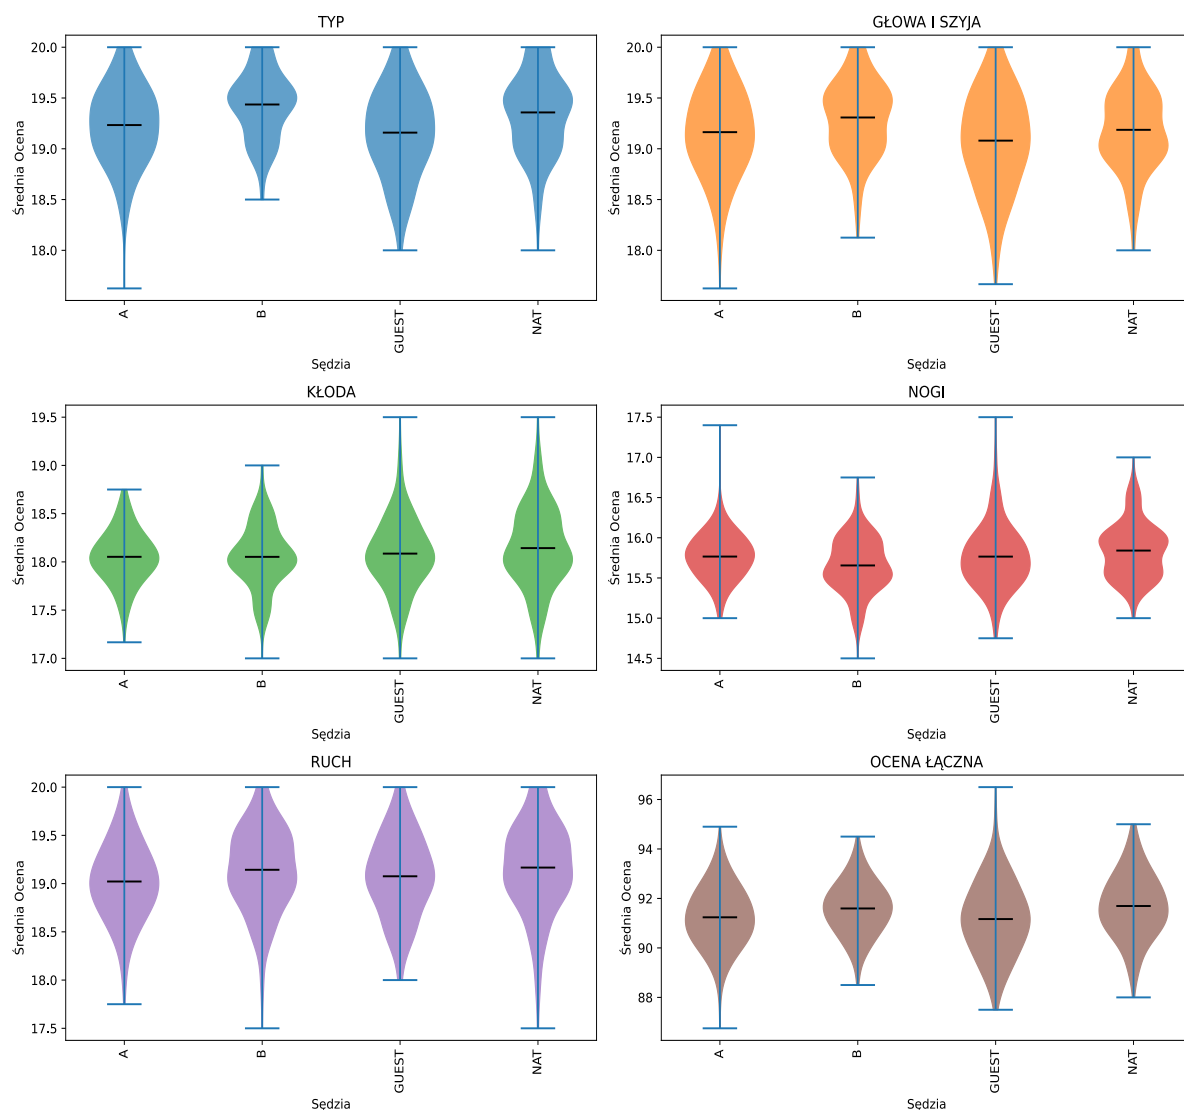 TYP
Średnia Ocena
20.0
19.5
19.0
18.5
18.0
A
B
GUEST
NAT
Sędzia
GŁOWA I SZYJA
Średnia Ocena
20.0
19.5
19.0
18.5
18.0
A
B
GUEST
NAT
Sędzia
KŁODA
Średnia Ocena
19.5
19.0
18.5
18.0
17.5
17.0
A
B
GUEST
NAT
Sędzia
NOGI
Średnia Ocena
17.5
17.0
16.5
16.0
15.5
15.0
14.5
A
B
GUEST
NAT
Sędzia
RUCH
Średnia Ocena
20.0
19.5
19.0
18.5
18.0
17.5
A
B
GUEST
NAT
Sędzia
OCENA ŁĄCZNA
Średnia Ocena
96
94
92
90
88
A
B
GUEST
NAT
Sędzia